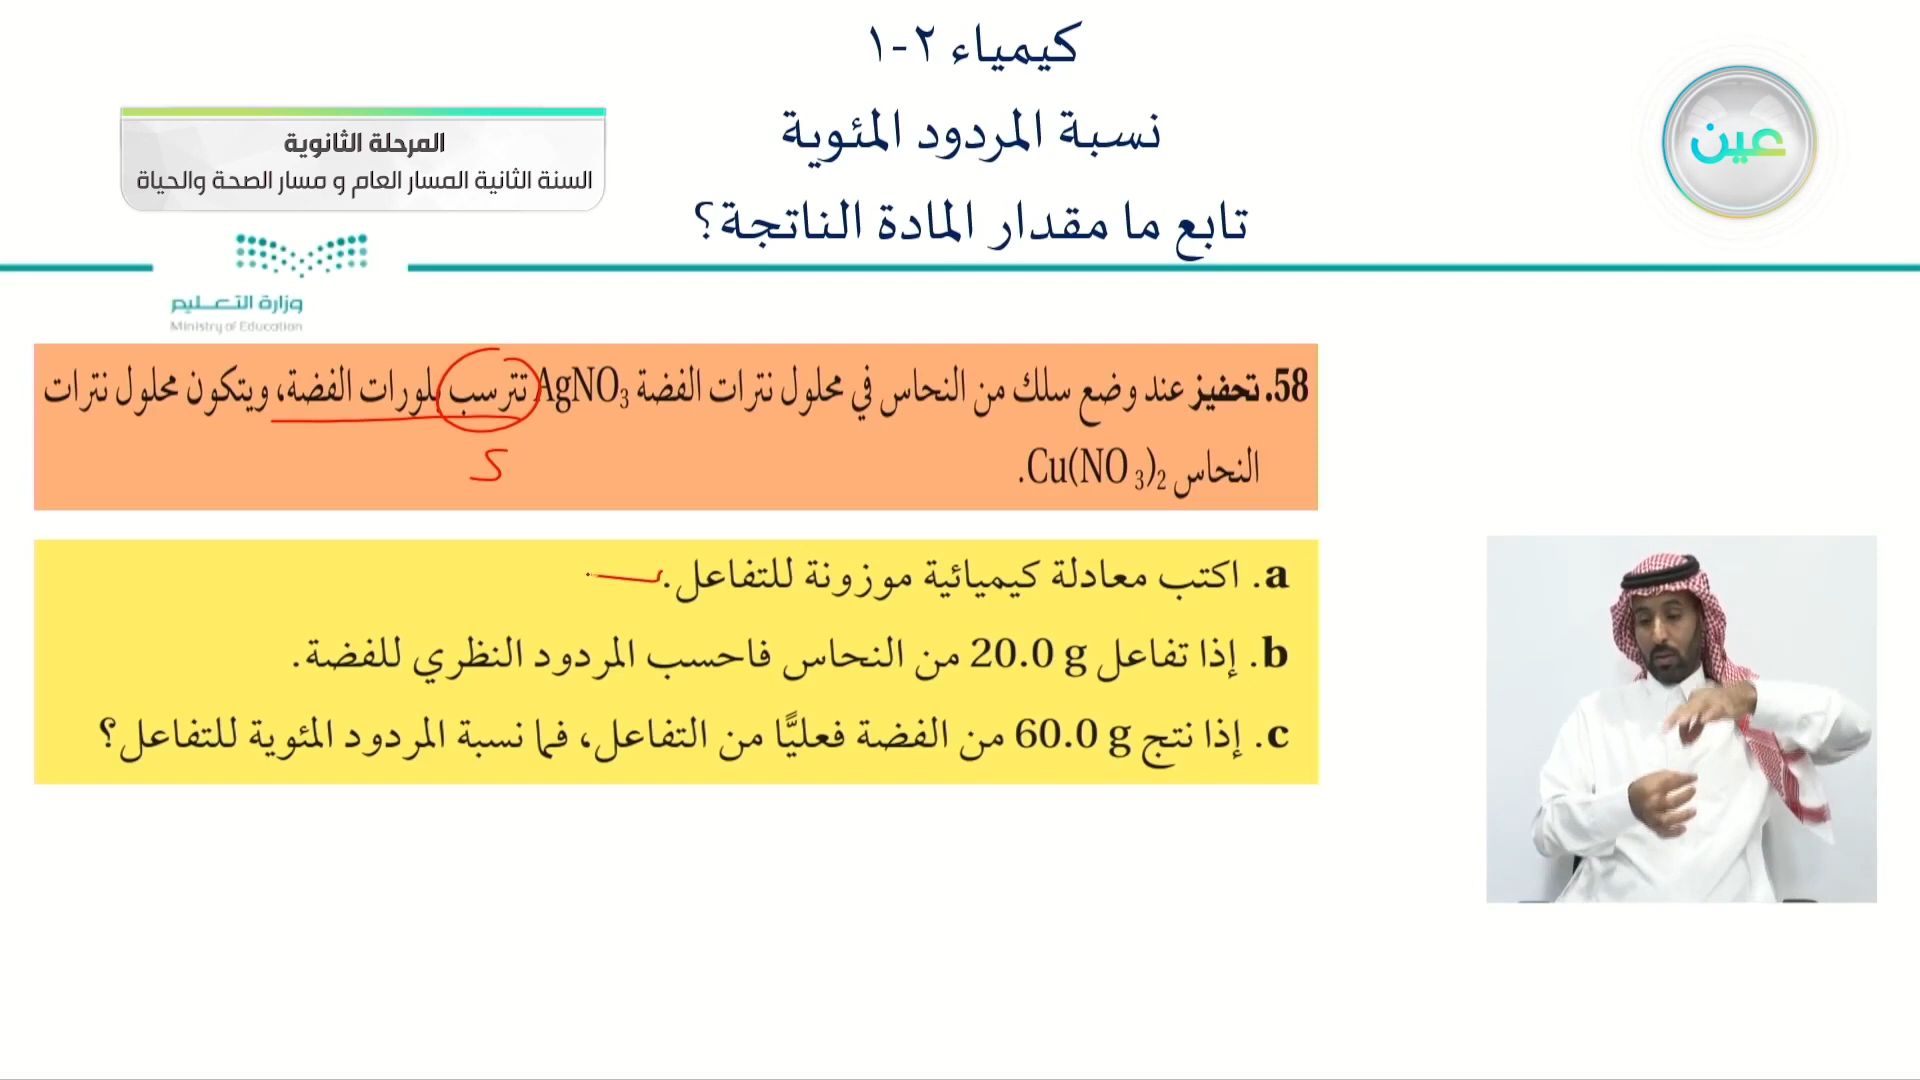 كيمياء ٢-١
نسبة المردود المئوية
تابع ما مقدار المادة الناتجة؟
المرحلة الثانوية
السنة الثانية المسار العام و مسار الصحة والحياة
عين
وزارة التعليم
Ministry of Education
58. تحفيز عند وضع سلك من النحاس في محلول نترات الفضة AgNO₃ تترسب بلورات الفضة، ويتكون محلول نترات
النحاس Cu(NO₃)₂.
S
a. اكتب معادلة كيميائية موزونة للتفاعل.
b. إذا تفاعل 20.0 g من النحاس فاحسب المردود النظري للفضة.
c. إذا نتج 60.0 g من الفضة فعليًّا من التفاعل، فما نسبة المردود المئوية للتفاعل؟